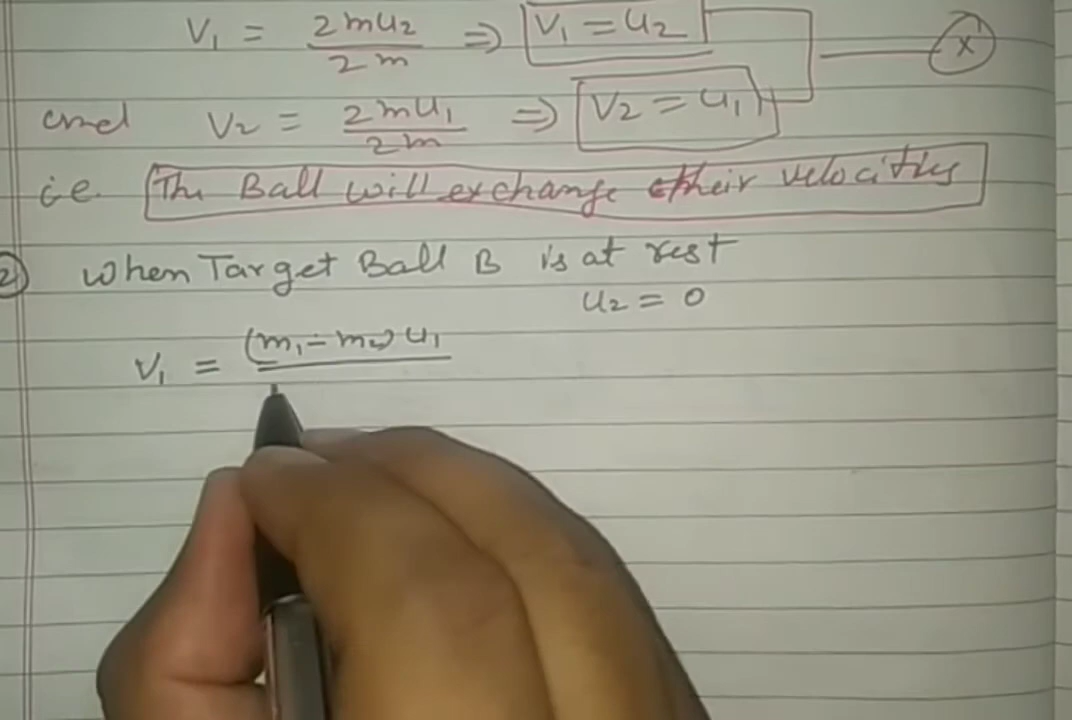 V₁ = 2mu₂/2m ⇒ V₁ = u₂ (x)
and V₂ = 2mu₁/2m ⇒ V₂ = u₁
i.e. The Ball will exchange their velocities
2) When Target Ball B is at rest
u₂ = 0
V₁ = (m₁-m₂)u₁